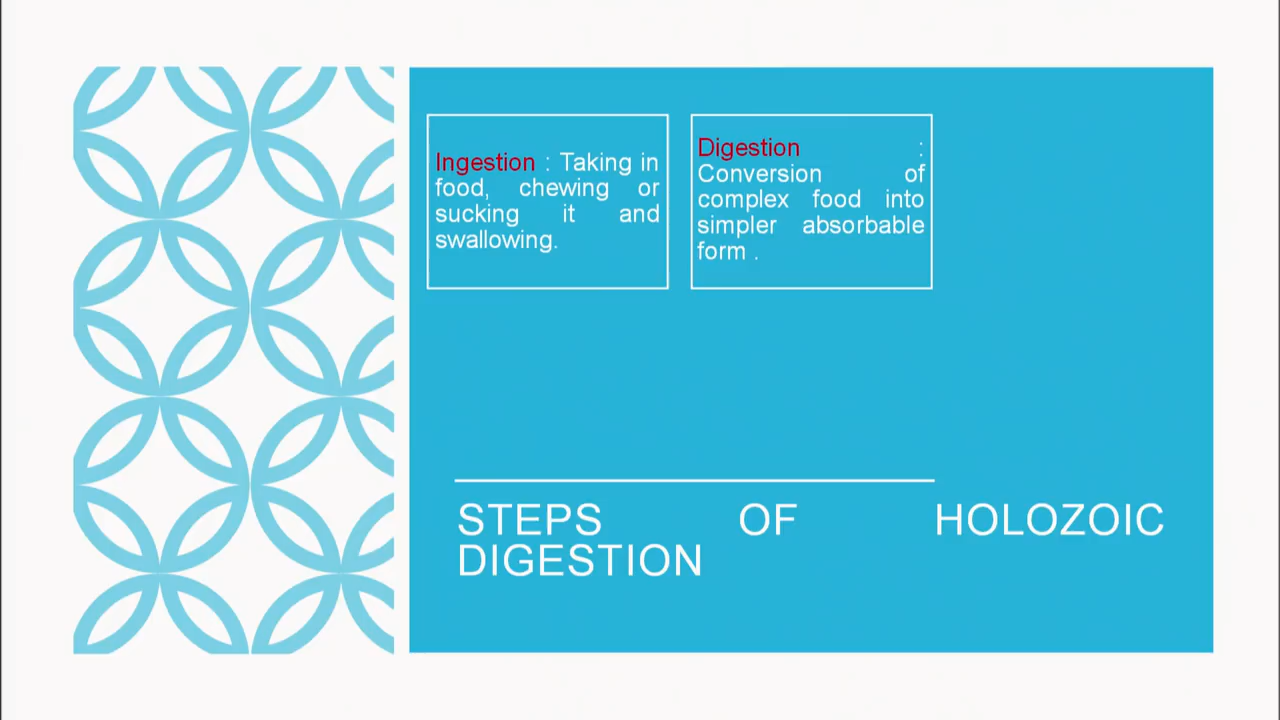 Ingestion : Taking in
food, chewing or
sucking it and
swallowing.
Digestion :
Conversion of
complex food into
simpler absorbable
form .
STEPS OF HOLOZOIC
DIGESTION